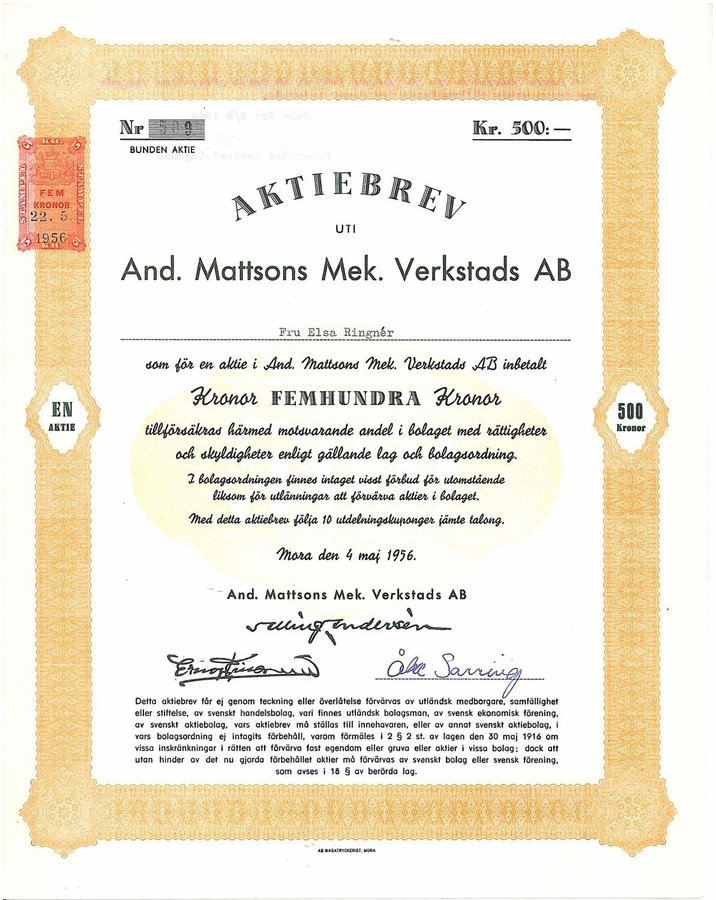 Nr 509
Kr. 500:—
BUNDEN AKTIE
STÄMPEL
KR
STÄMPEL
FEM
KRONOR
22. 5.
1956
5 KR 5
AKTIEBREV
UTI
And. Mattsons Mek. Verkstads AB
Fru Elsa Ringnér
som för en aktie i And. Mattsons Mek. Verkstads AB inbetalt
Kronor FEMHUNDRA Kronor
tillförsäkras härmed motsvarande andel i bolaget med rättigheter
och skyldigheter enligt gällande lag och bolagsordning.
I bolagsordningen finnes intaget visst förbud för utomstående
liksom för utlänningar att förvärva aktier i bolaget.
Med detta aktiebrev följa 10 utdelningskuponger jämte talong.
EN
AKTIE
500
Kronor
Mora den 4 maj 1956.
And. Mattsons Mek. Verkstads AB
Åke Sarring
Detta aktiebrev får ej genom teckning eller överlåtelse förvärvas av utländsk medborgare, samfällighet
eller stiftelse, av svenskt handelsbolag, vari finnes utländsk bolagsman, av svensk ekonomisk förening,
av svenskt aktiebolag, vars aktiebrev må ställas till innehavaren, eller av annat svenskt aktiebolag, i
vars bolagsordning ej intagits förbehåll, varom förmäles i 2 § 2 st. av lagen den 30 maj 1916 om
vissa inskränkningar i rätten att förvärva fast egendom eller gruva eller aktier i vissa bolag; dock att
utan hinder av det nu gjorda förbehållet aktier må förvärvas av svenskt bolag eller svensk förening,
som avses i 18 § av berörda lag.
AB WASATRYCKERIET, MORA